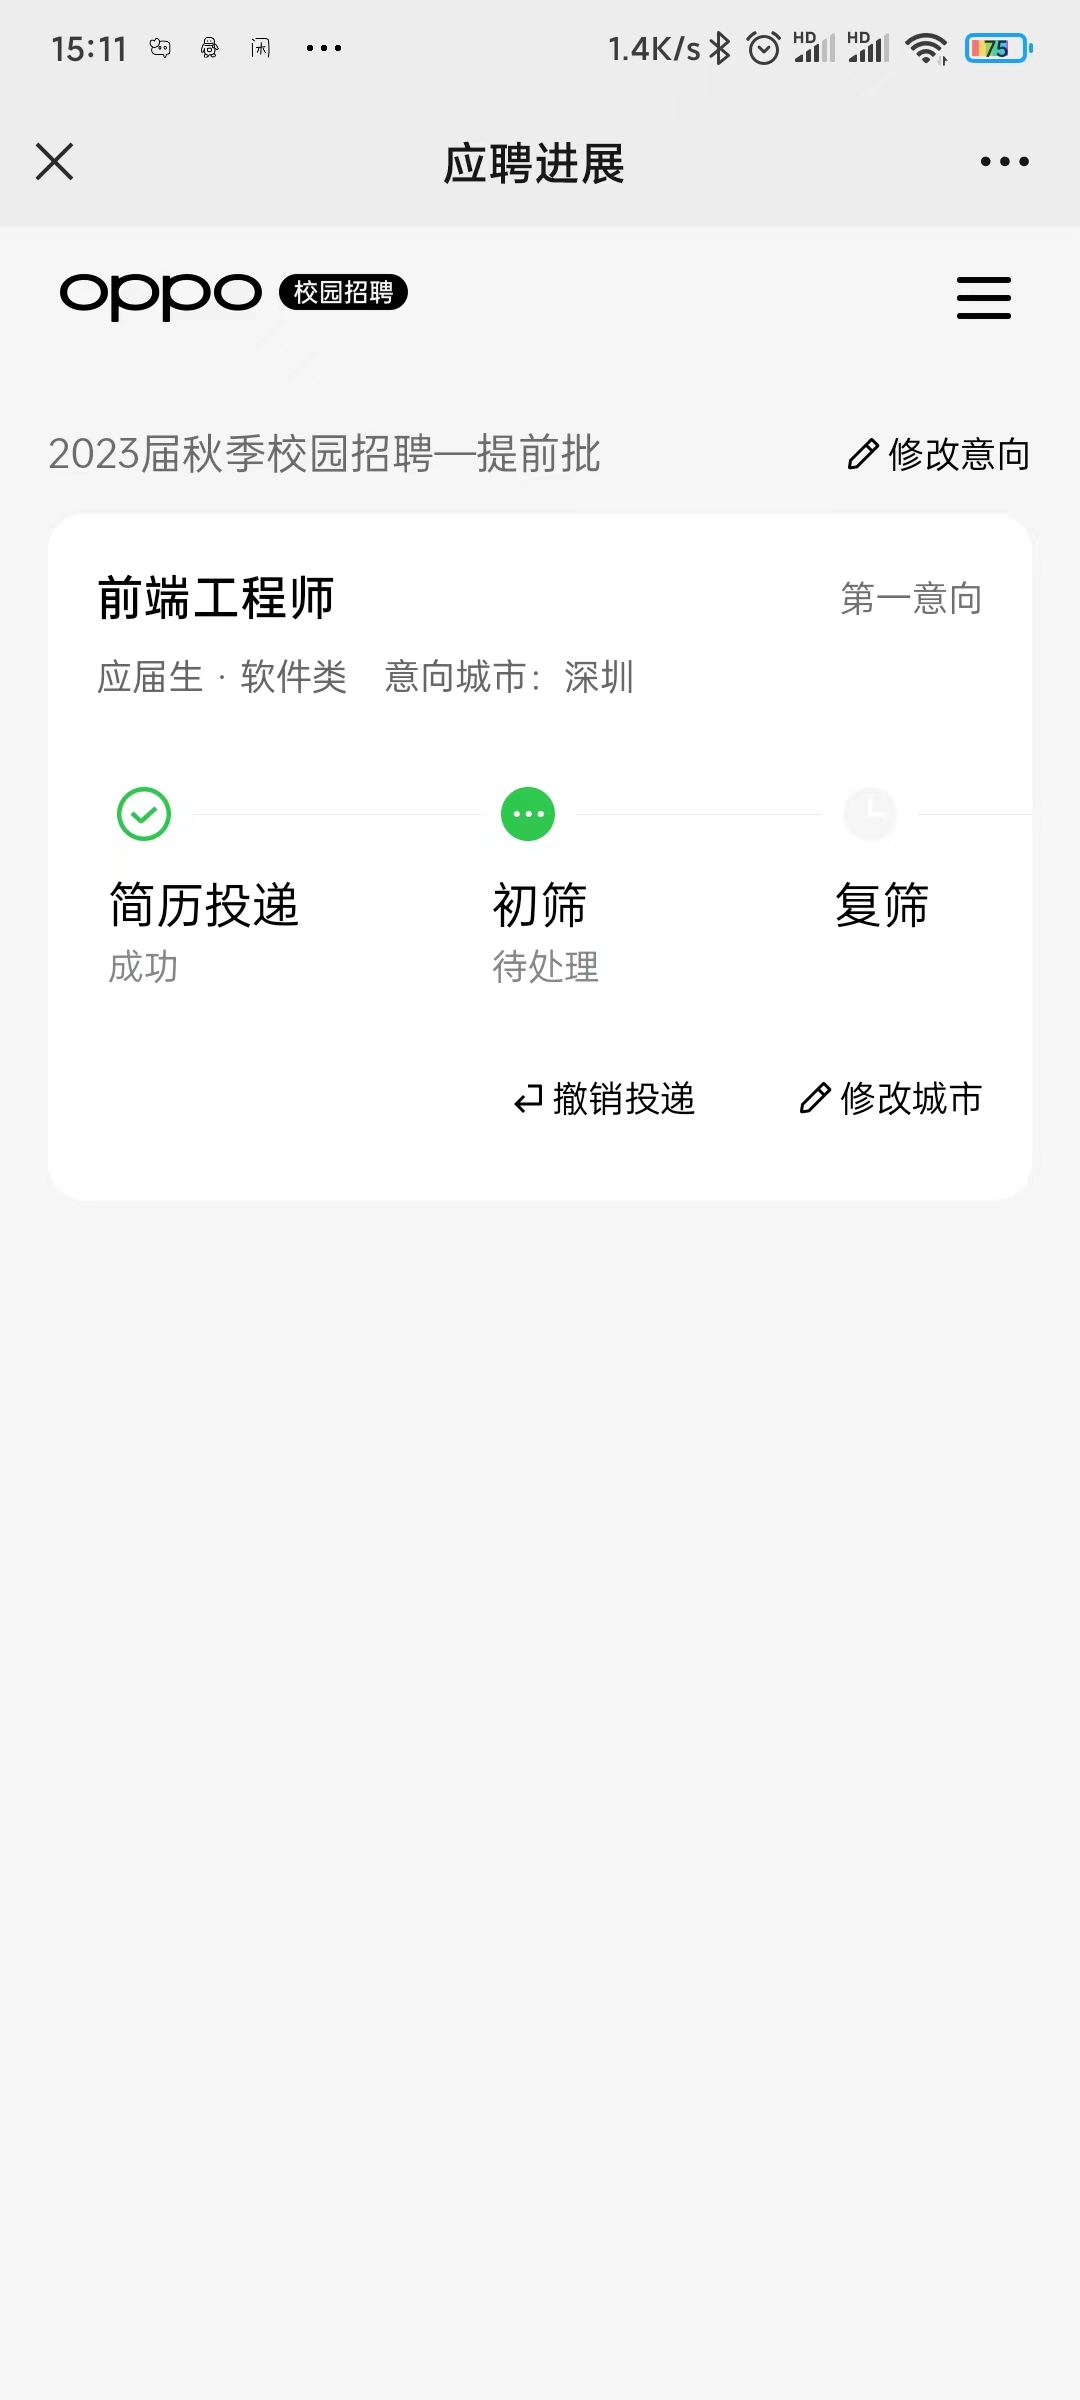 15:11 ... 1.4K/s HD HD 75
应聘进展
oppo 校园招聘
2023届秋季校园招聘—提前批 修改意向
前端工程师 第一意向
应届生 · 软件类 意向城市：深圳
简历投递 初筛 复筛
成功 待处理
撤销投递 修改城市